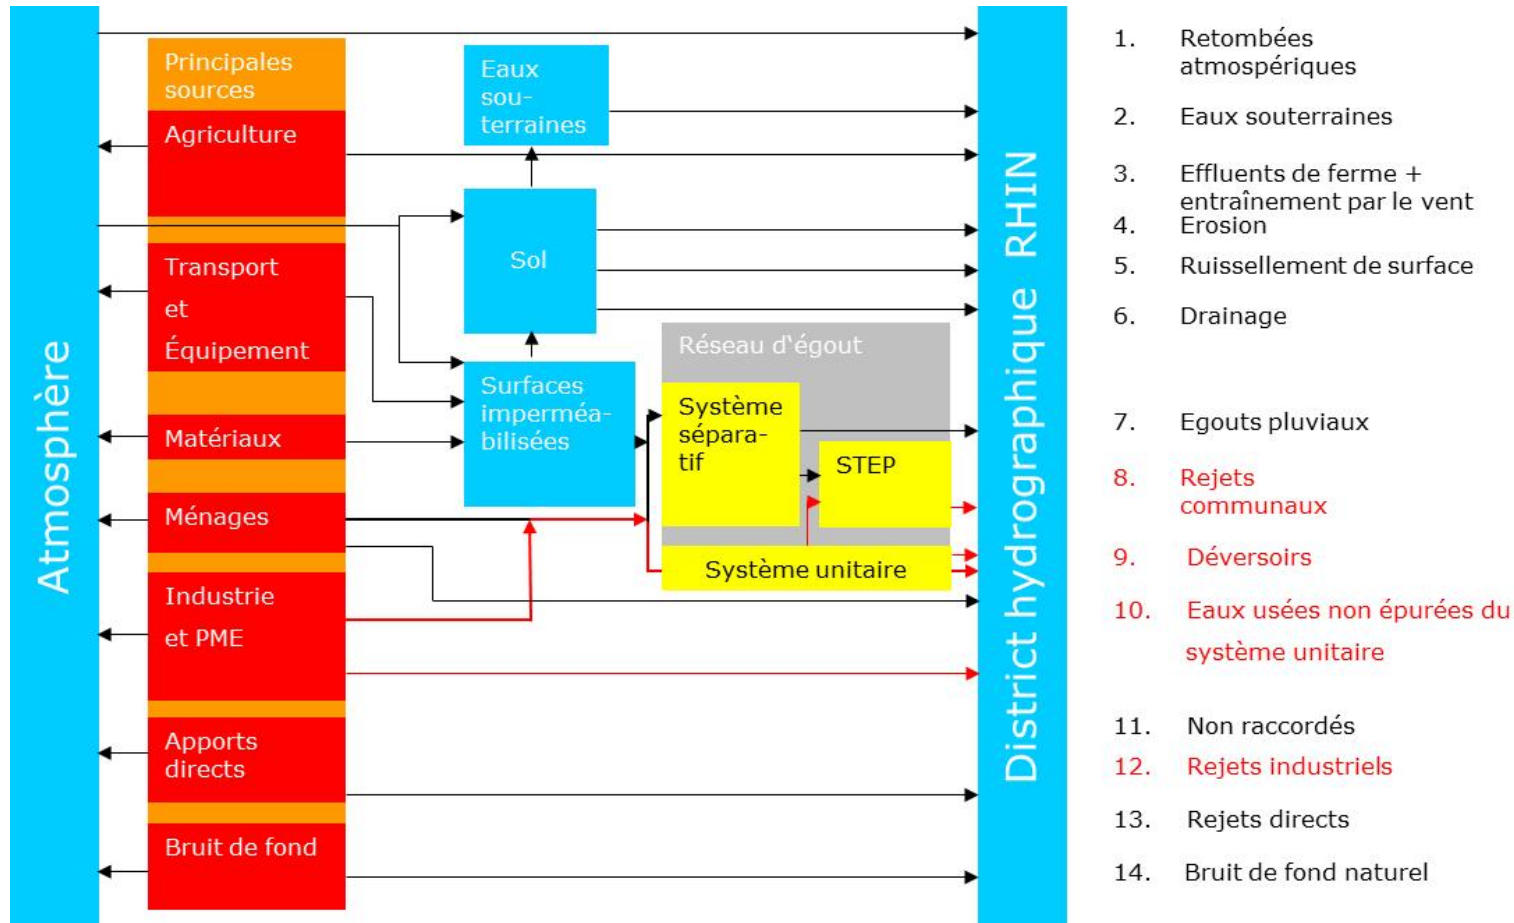 Atmosphère
Principales
sources
Agriculture
Transport
et
Équipement
Matériaux
Ménages
Industrie
et PME
Apports
directs
Bruit de fond
Eaux
sou-
terraines
Sol
Surfaces
imperméa-
bilisées
Réseau d'égout
Système
sépara-
tif
STEP
Système unitaire
District hydrographique RHIN
1. Retombées
atmospériques
2. Eaux souterraines
3. Effluents de ferme +
entraînement par le vent
4. Erosion
5. Ruissellement de surface
6. Drainage
7. Egouts pluviaux
8. Rejets
communaux
9. Déversoirs
10. Eaux usées non épurées du
système unitaire
11. Non raccordés
12. Rejets industriels
13. Rejets directs
14. Bruit de fond naturel